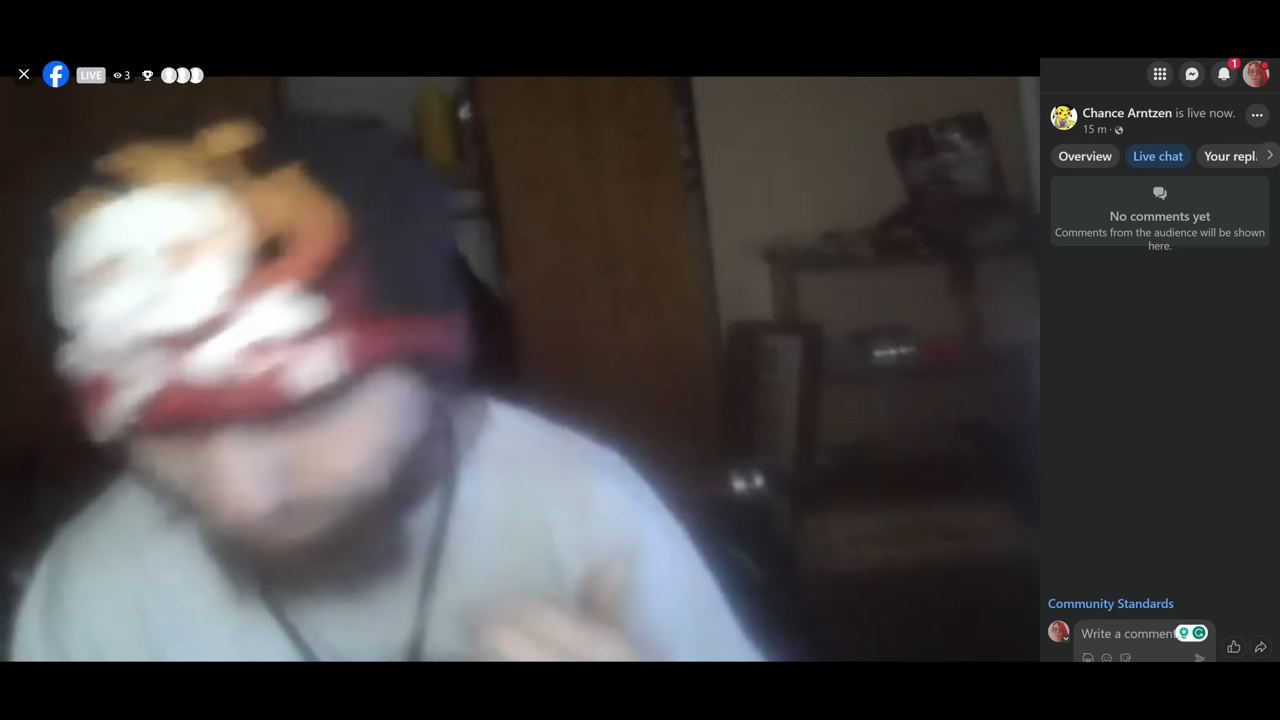 LIVE
3
1
Chance Arntzen is live now.
15 m ·
Overview
Live chat
Your repl.
No comments yet
Comments from the audience will be shown
here.
Community Standards
Write a comment